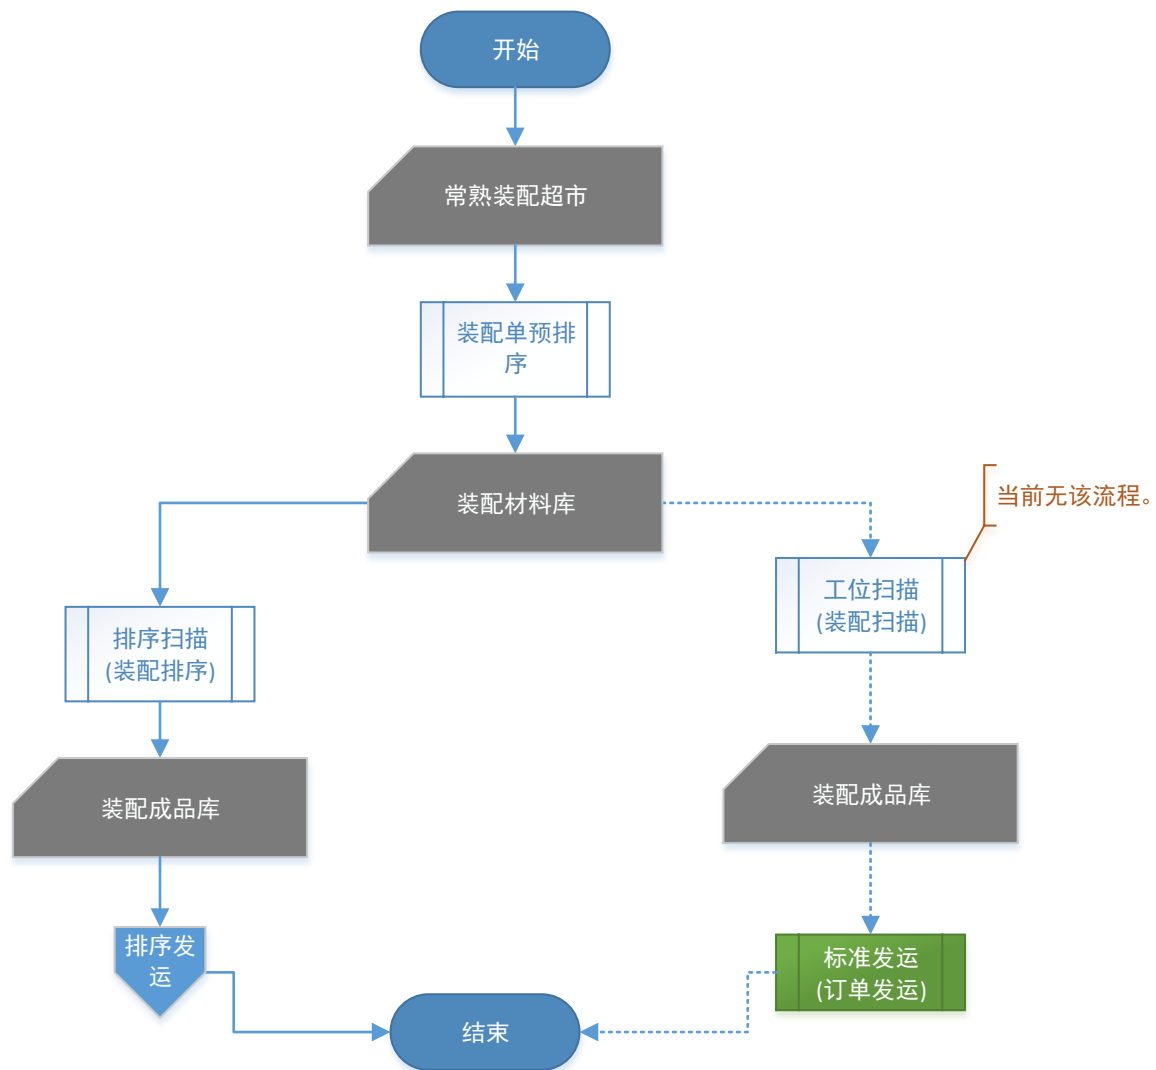 开始
常熟装配超市
装配单预排
序
装配材料库
当前无该流程。
工位扫描
(装配扫描)
排序扫描
(装配排序)
装配成品库
装配成品库
排序发
运
标准发运
(订单发运)
结束